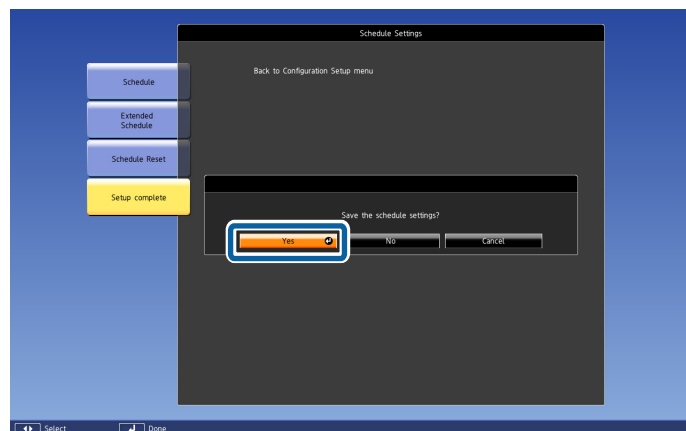 Schedule Settings
Back to Configuration Setup menu
Schedule
Extended
Schedule
Schedule Reset
Setup complete
Save the schedule settings?
Yes No Cancel
Select Done